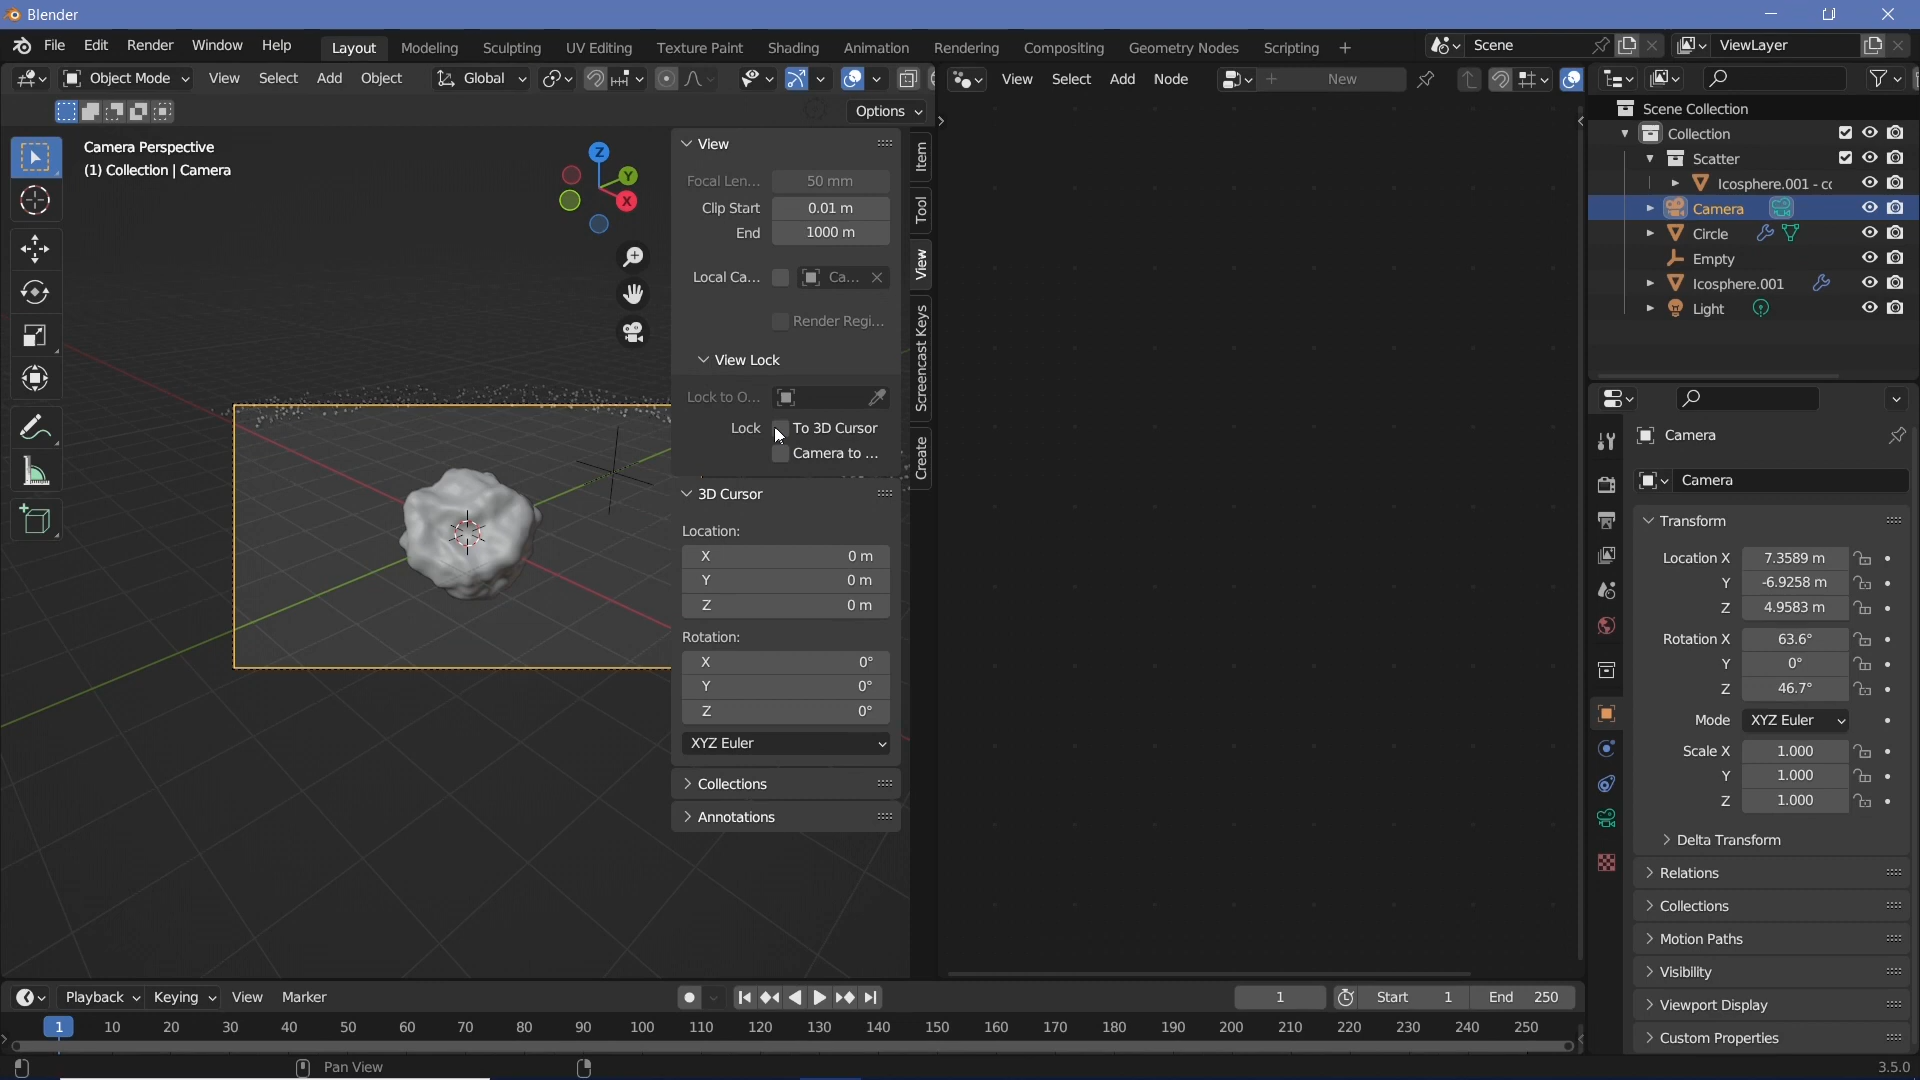 Blender
File Edit Render Window Help Layout Modeling Sculpting UV Editing Texture Paint Shading Animation Rendering Compositing Geometry Nodes Scripting + Scene ViewLayer
Object Mode View Select Add Object Global
View Select Add Node + New
Options
Camera Perspective
(1) Collection | Camera
Z
Y
X
View
Focal Len... 50 mm
Clip Start 0.01 m
End 1000 m
Local Ca... Ca...
Render Regi...
View Lock
Lock to O...
Lock To 3D Cursor
Camera to ...
3D Cursor
Location:
X 0 m
Y 0 m
Z 0 m
Rotation:
X 0°
Y 0°
Z 0°
XYZ Euler
Collections
Annotations
Item
Tool
View
Screencast Keys
Create
Scene Collection
Collection
Scatter
Icosphere.001 - cc
Camera
Circle
Empty
Icosphere.001
Light
Camera
Camera
Transform
Location X 7.3589 m
Y -6.9258 m
Z 4.9583 m
Rotation X 63.6°
Y 0°
Z 46.7°
Mode XYZ Euler
Scale X 1.000
Y 1.000
Z 1.000
Delta Transform
Relations
Collections
Motion Paths
Visibility
Viewport Display
Custom Properties
Playback Keying View Marker 1 Start 1 End 250
1 10 20 30 40 50 60 70 80 90 100 110 120 130 140 150 160 170 180 190 200 210 220 230 240 250
Pan View 3.5.0